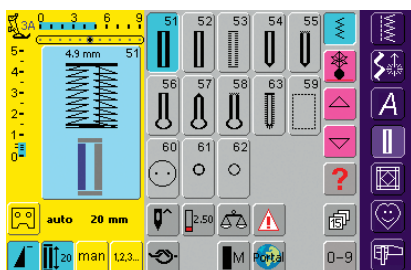 3A 0 3 6 9
51 52 53 54 55
5-
4-
3-
2-
1-
0
4.9 mm 51
56 57 58 63 59
A
60 61 62
?
auto 20 mm
2.50
!
20 man 1,2,3...
M Portal
0-9